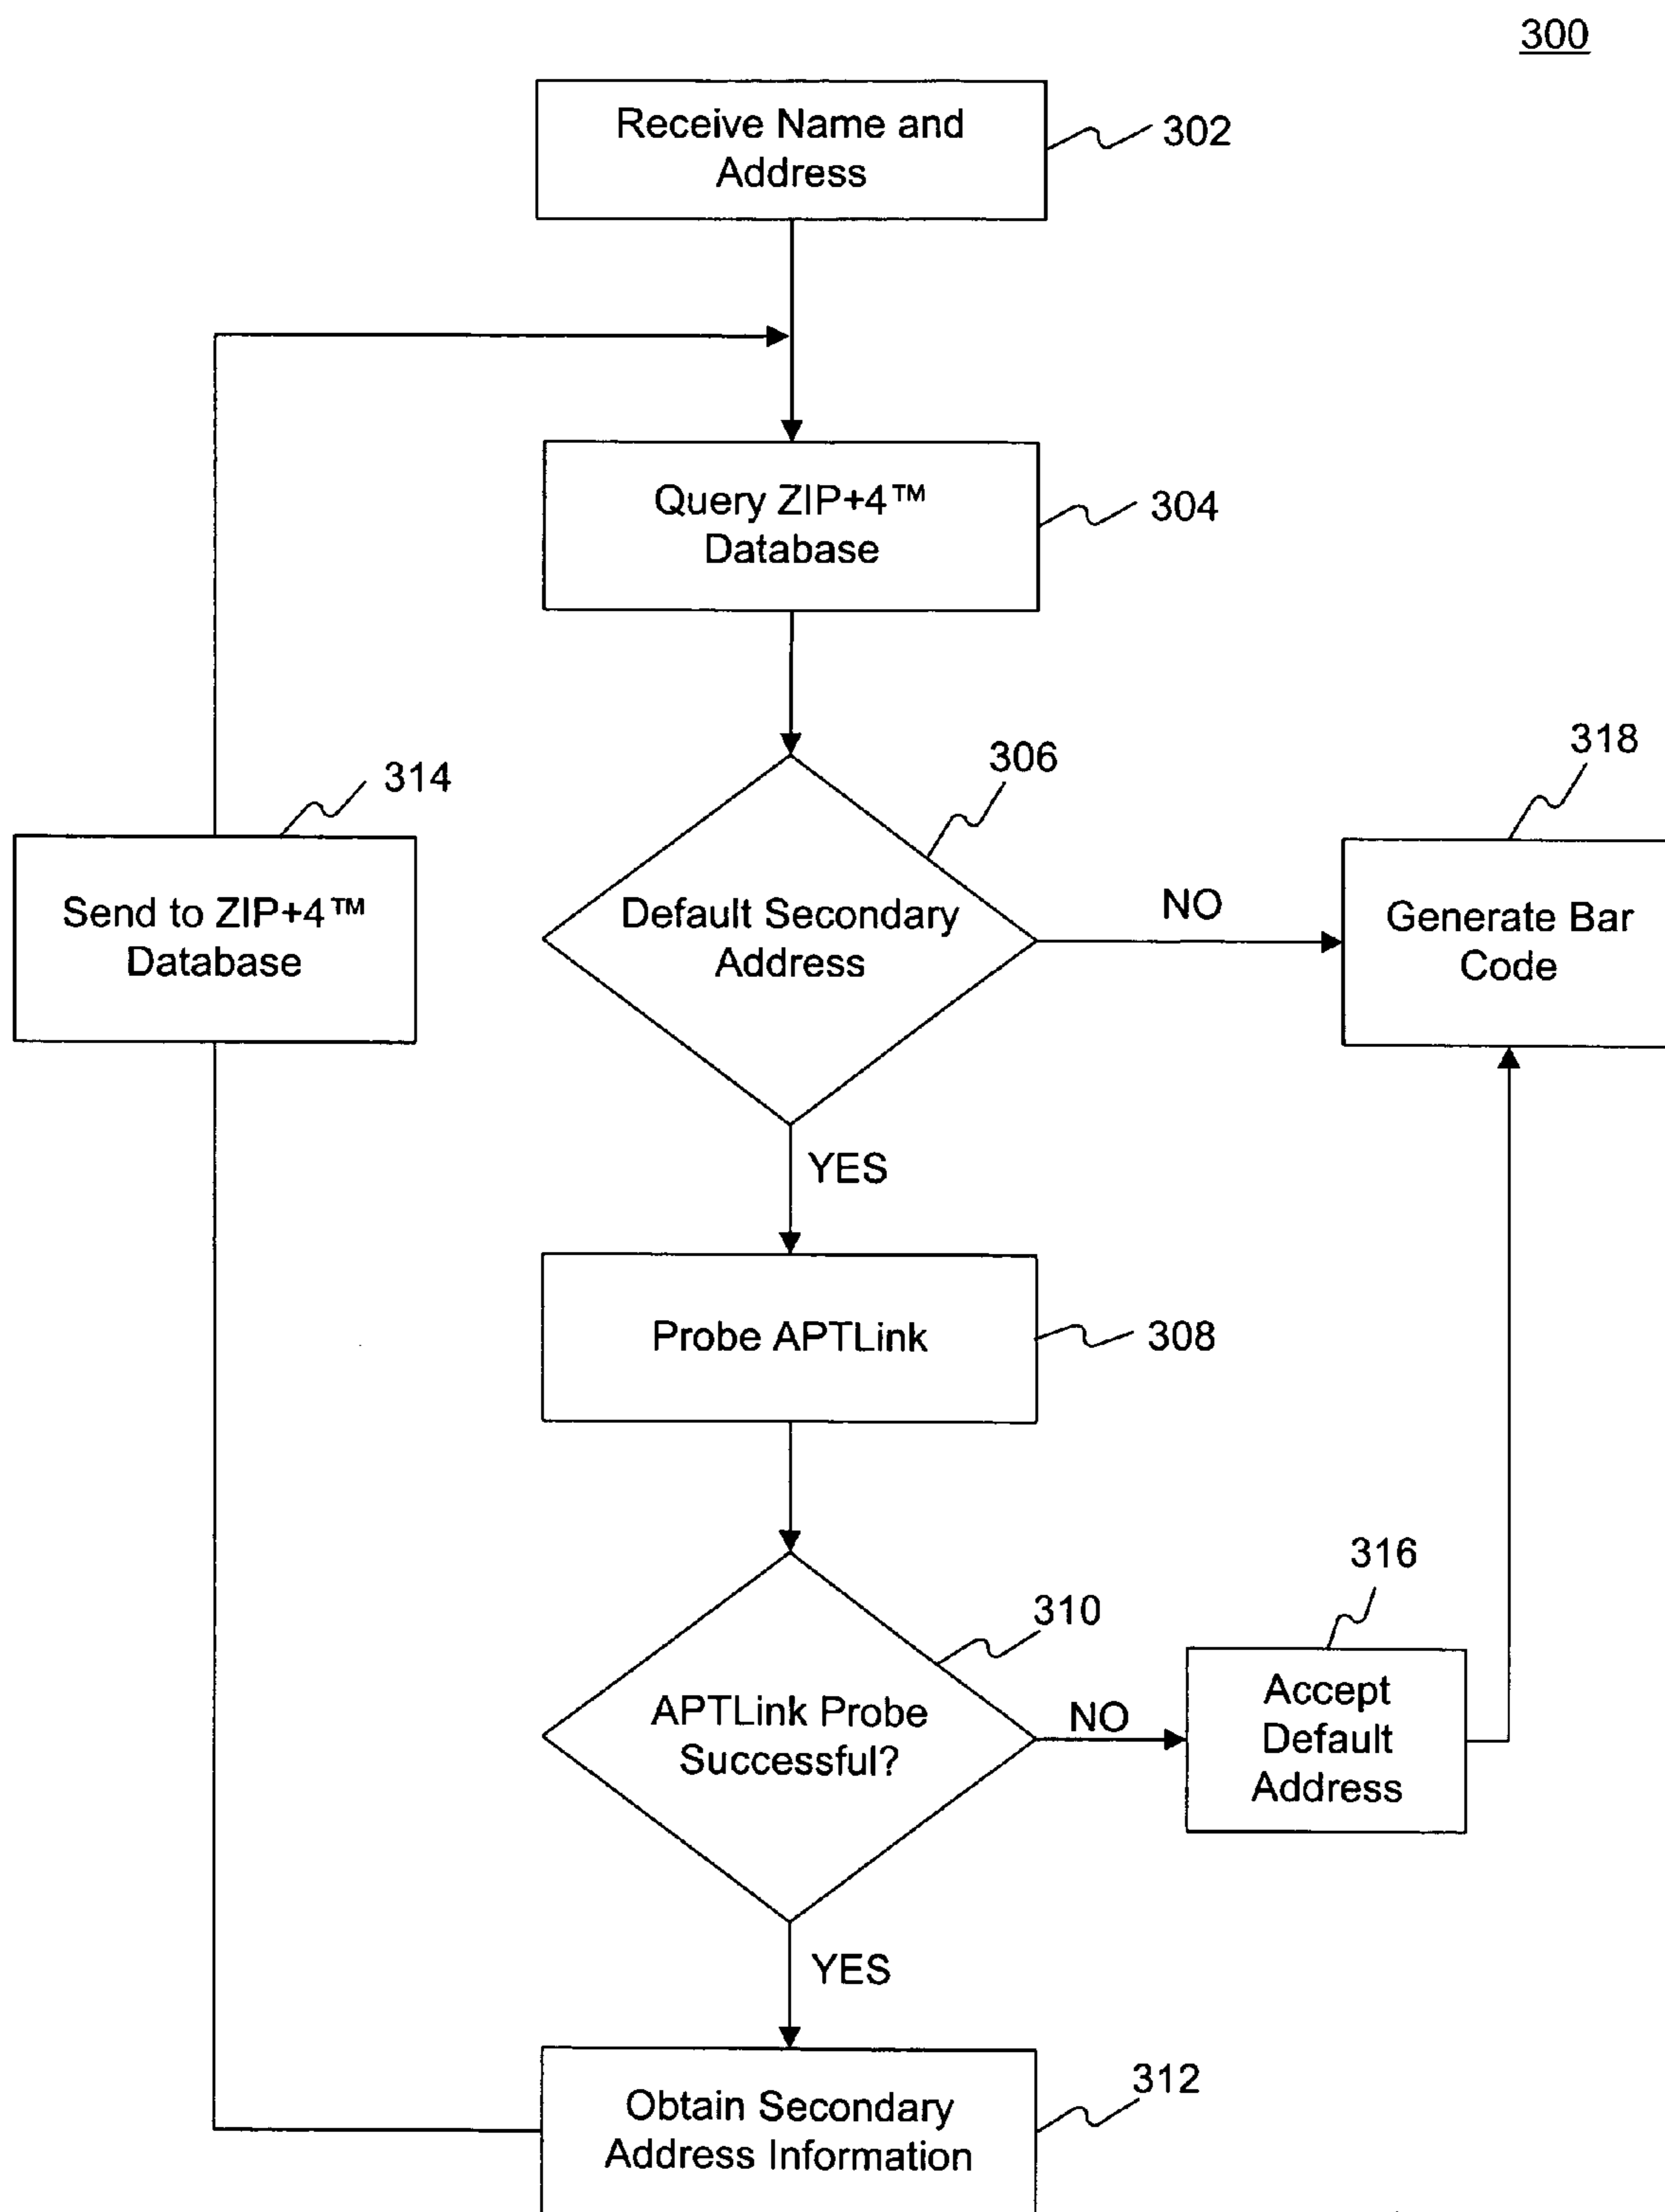 300
Receive Name and
Address
302
Query ZIP+4™
Database
304
306
318
314
Send to ZIP+4™
Database
Default Secondary
Address
NO
Generate Bar
Code
YES
Probe APTLink
308
316
310
APTLink Probe
Successful?
NO
Accept
Default
Address
YES
312
Obtain Secondary
Address Information